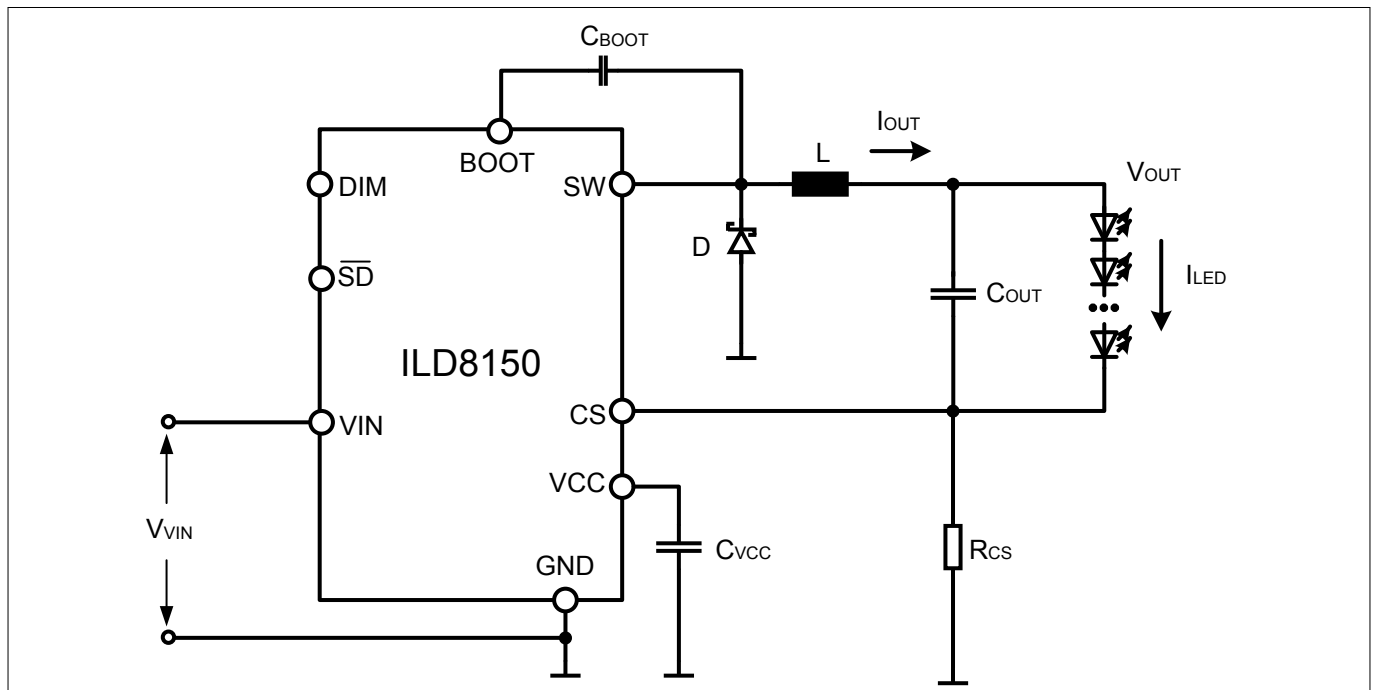 CBOOT
IOUT
BOOT
L
VOUT
DIM
SW
D
SD
COUT
ILED
ILD8150
CS
VIN
VCC
VVIN
CVCC
RCS
GND